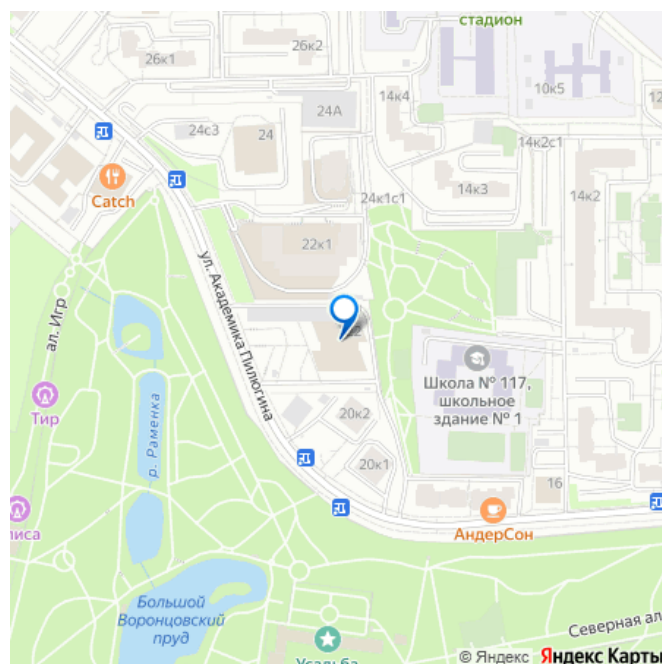 стадион
26к2
26к1
10к5
14к4
24А
24с3
24
14к2с1
14к3
24к1с1
14к2
Catch
22к1
ул. Академика Пилюгина
ал. Игр
Школа № 117,
школьное
здание № 1
Тир
р. Раменка
20к2
20к1
16
АндерСон
Большой
Воронцовский
пруд
Северная ал
Усадьба
© Яндекс Яндекс Карты